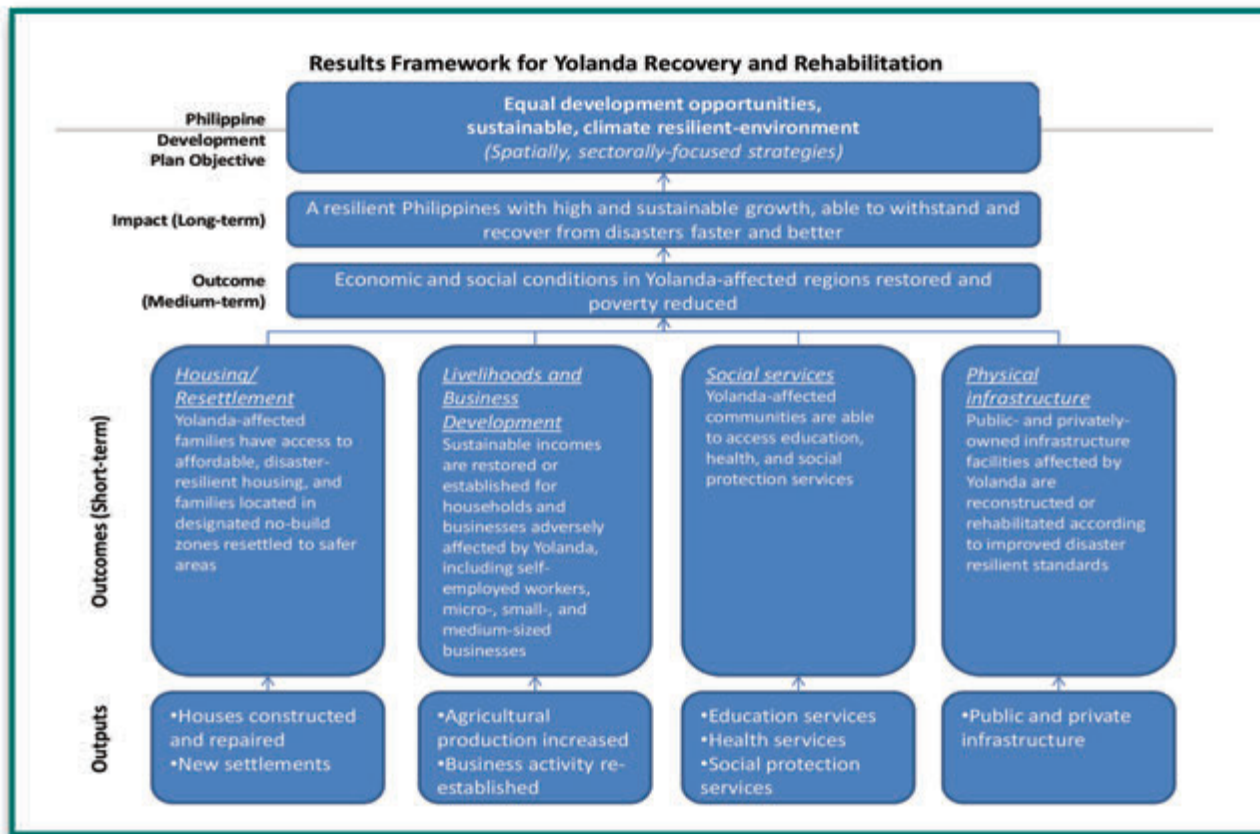 Results Framework for Yolanda Recovery and Rehabilitation
Philippine
Development
Plan Objective
Equal development opportunities,
sustainable, climate resilient-environment
(Spatially, sectorally-focused strategies)
Impact (Long-term)
A resilient Philippines with high and sustainable growth, able to withstand and
recover from disasters faster and better
Outcome
(Medium-term)
Economic and social conditions in Yolanda-affected regions restored and
poverty reduced
Outcomes (Short-term)
Housing/
Resettlement
Yolanda-affected
families have access to
affordable, disaster-
resilient housing, and
families located in
designated no-build
zones resettled to safer
areas
Livelihoods and
Business
Development
Sustainable incomes
are restored or
established for
households and
businesses adversely
affected by Yolanda,
including self-
employed workers,
micro-, small-, and
medium-sized
businesses
Social services
Yolanda-affected
communities are able
to access education,
health, and social
protection services
Physical
infrastructure
Public- and privately-
owned infrastructure
facilities affected by
Yolanda are
reconstructed or
rehabilitated according
to improved disaster
resilient standards
Outputs
•Houses constructed
and repaired
•New settlements
•Agricultural
production increased
•Business activity re-
established
•Education services
•Health services
•Social protection
services
•Public and private
infrastructure